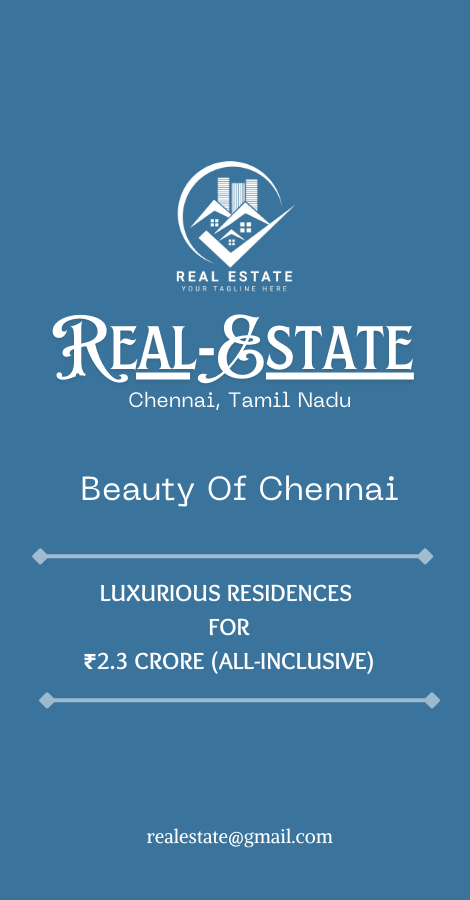 REAL ESTATE
YOUR TAGLINE HERE
REAL-ESTATE
Chennai, Tamil Nadu
Beauty Of Chennai
LUXURIOUS RESIDENCES
FOR
₹2.3 CRORE (ALL-INCLUSIVE)
realestate@gmail.com